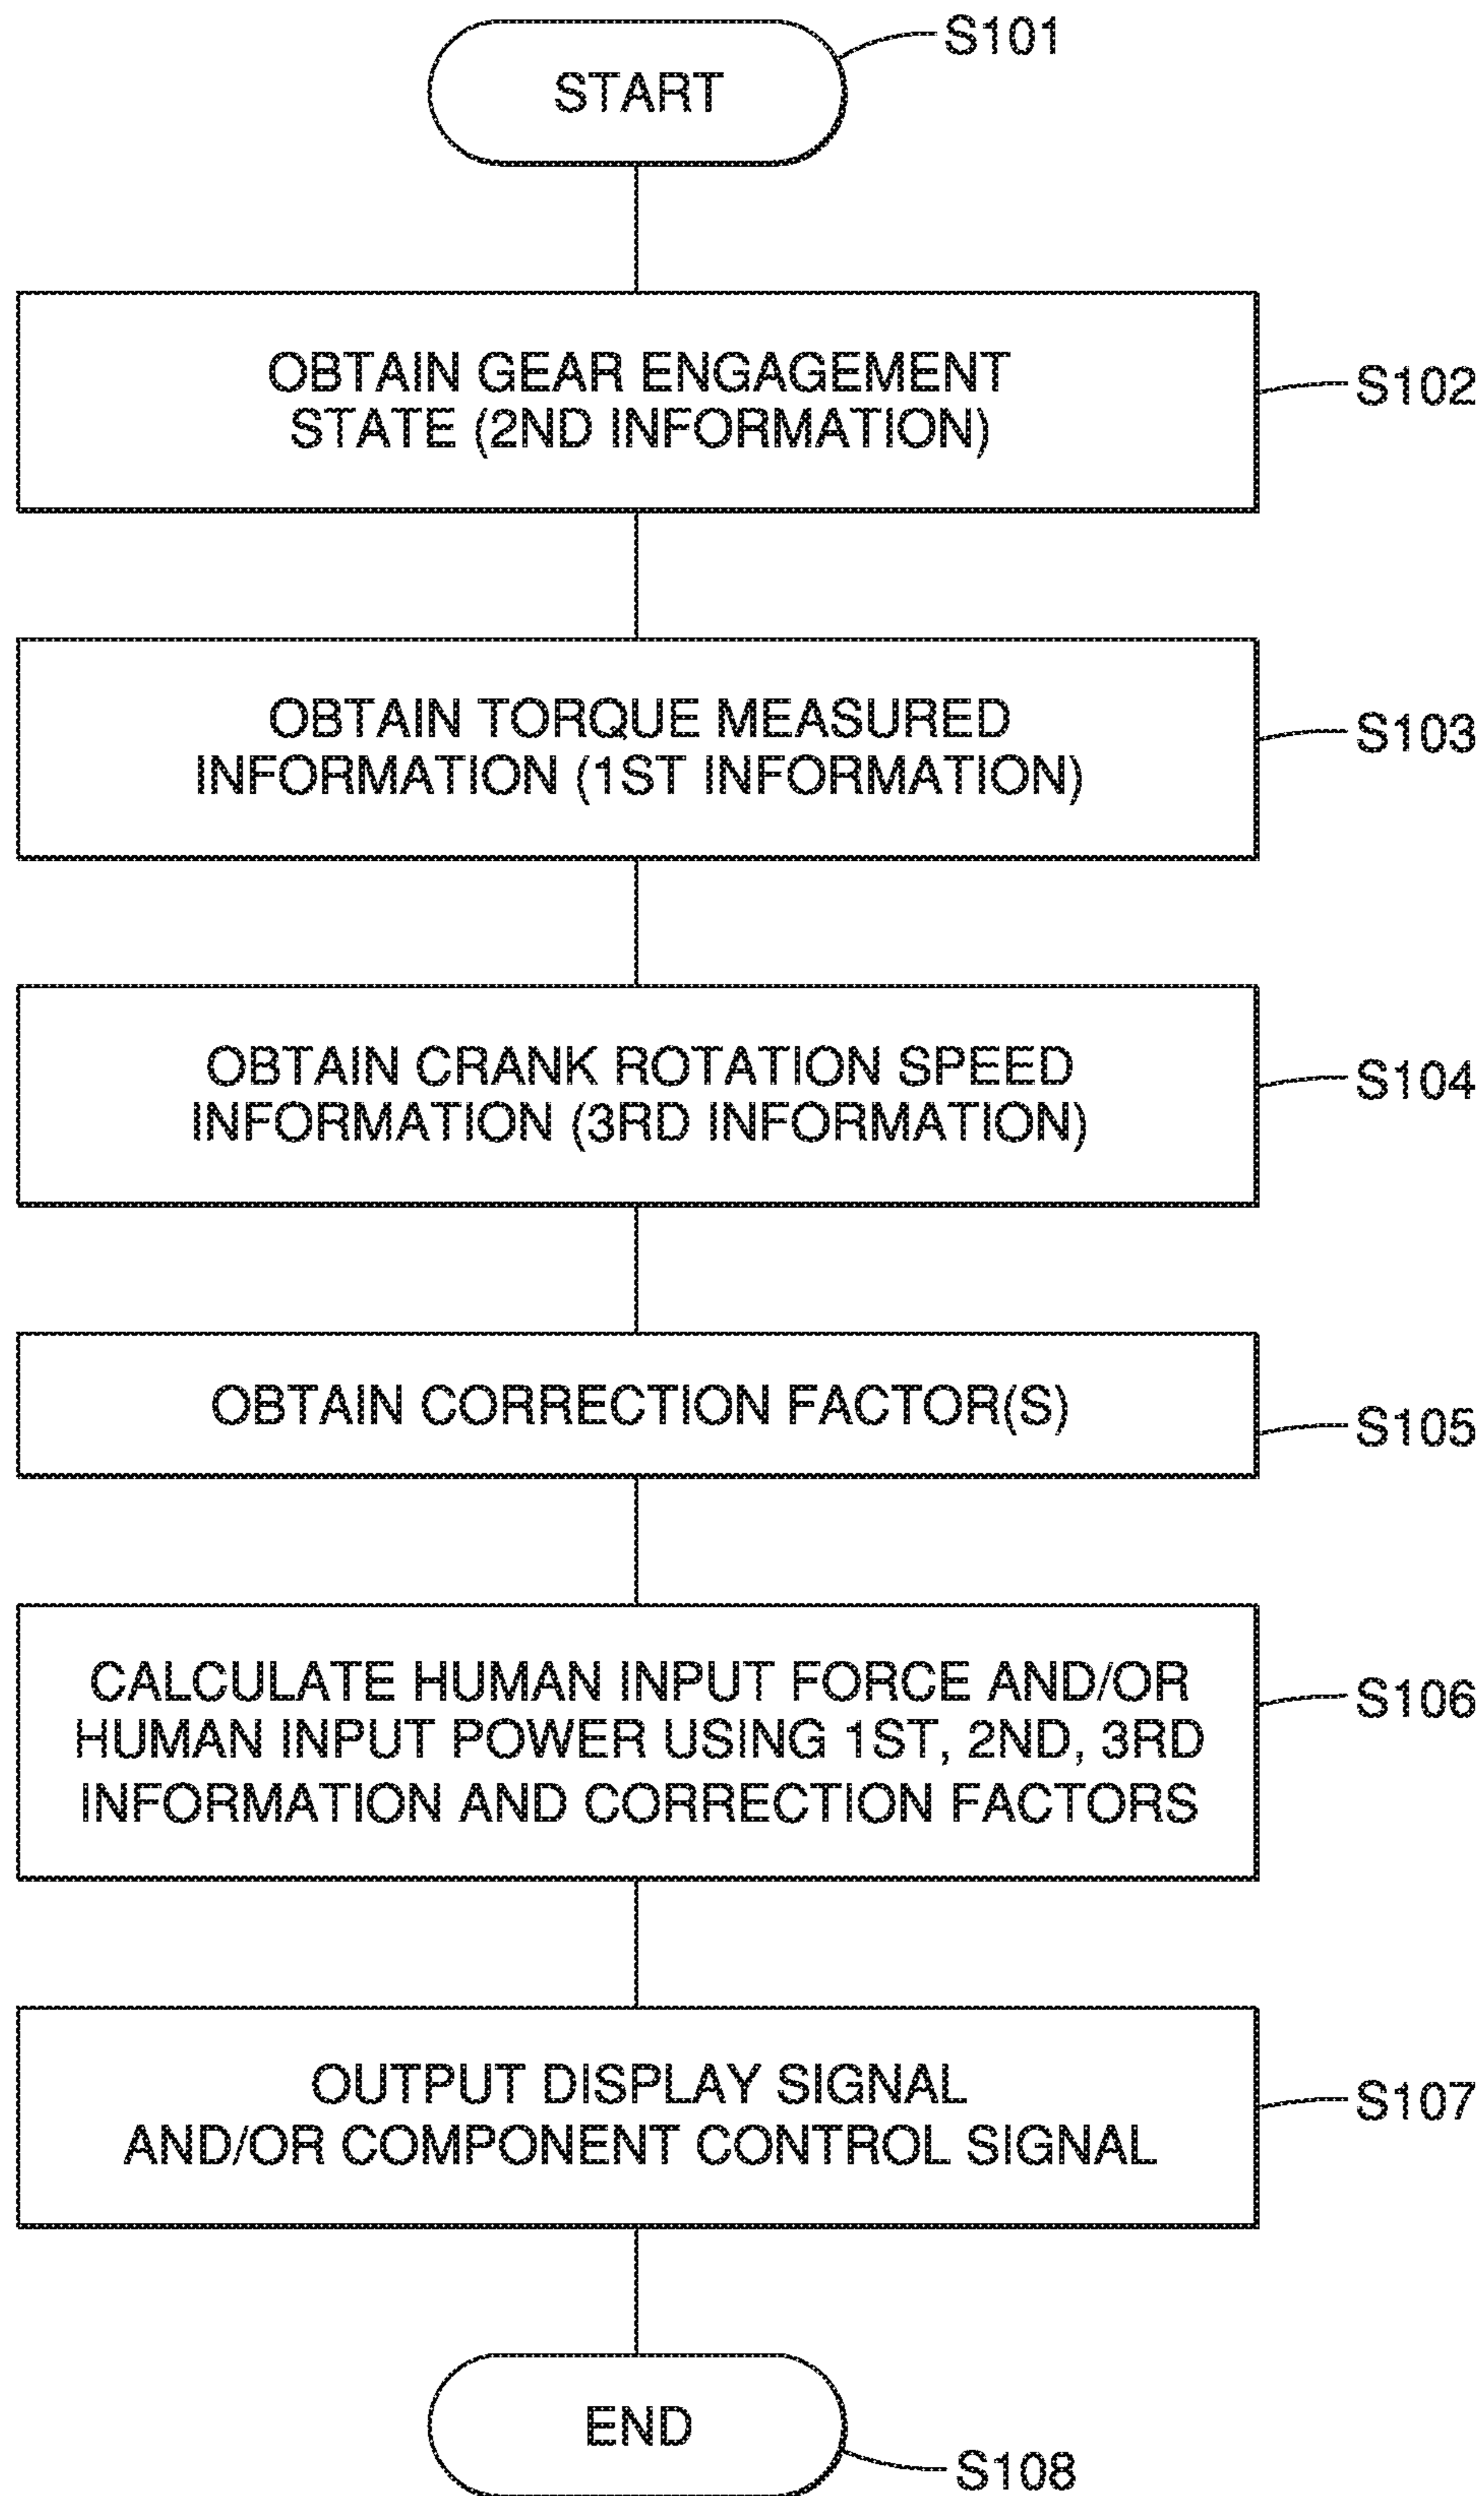 START
S101
OBTAIN GEAR ENGAGEMENT
STATE (2ND INFORMATION)
S102
OBTAIN TORQUE MEASURED
INFORMATION (1ST INFORMATION)
S103
OBTAIN CRANK ROTATION SPEED
INFORMATION (3RD INFORMATION)
S104
OBTAIN CORRECTION FACTOR(S)
S105
CALCULATE HUMAN INPUT FORCE AND/OR
HUMAN INPUT POWER USING 1ST, 2ND, 3RD
INFORMATION AND CORRECTION FACTORS
S106
OUTPUT DISPLAY SIGNAL
AND/OR COMPONENT CONTROL SIGNAL
S107
END
S108